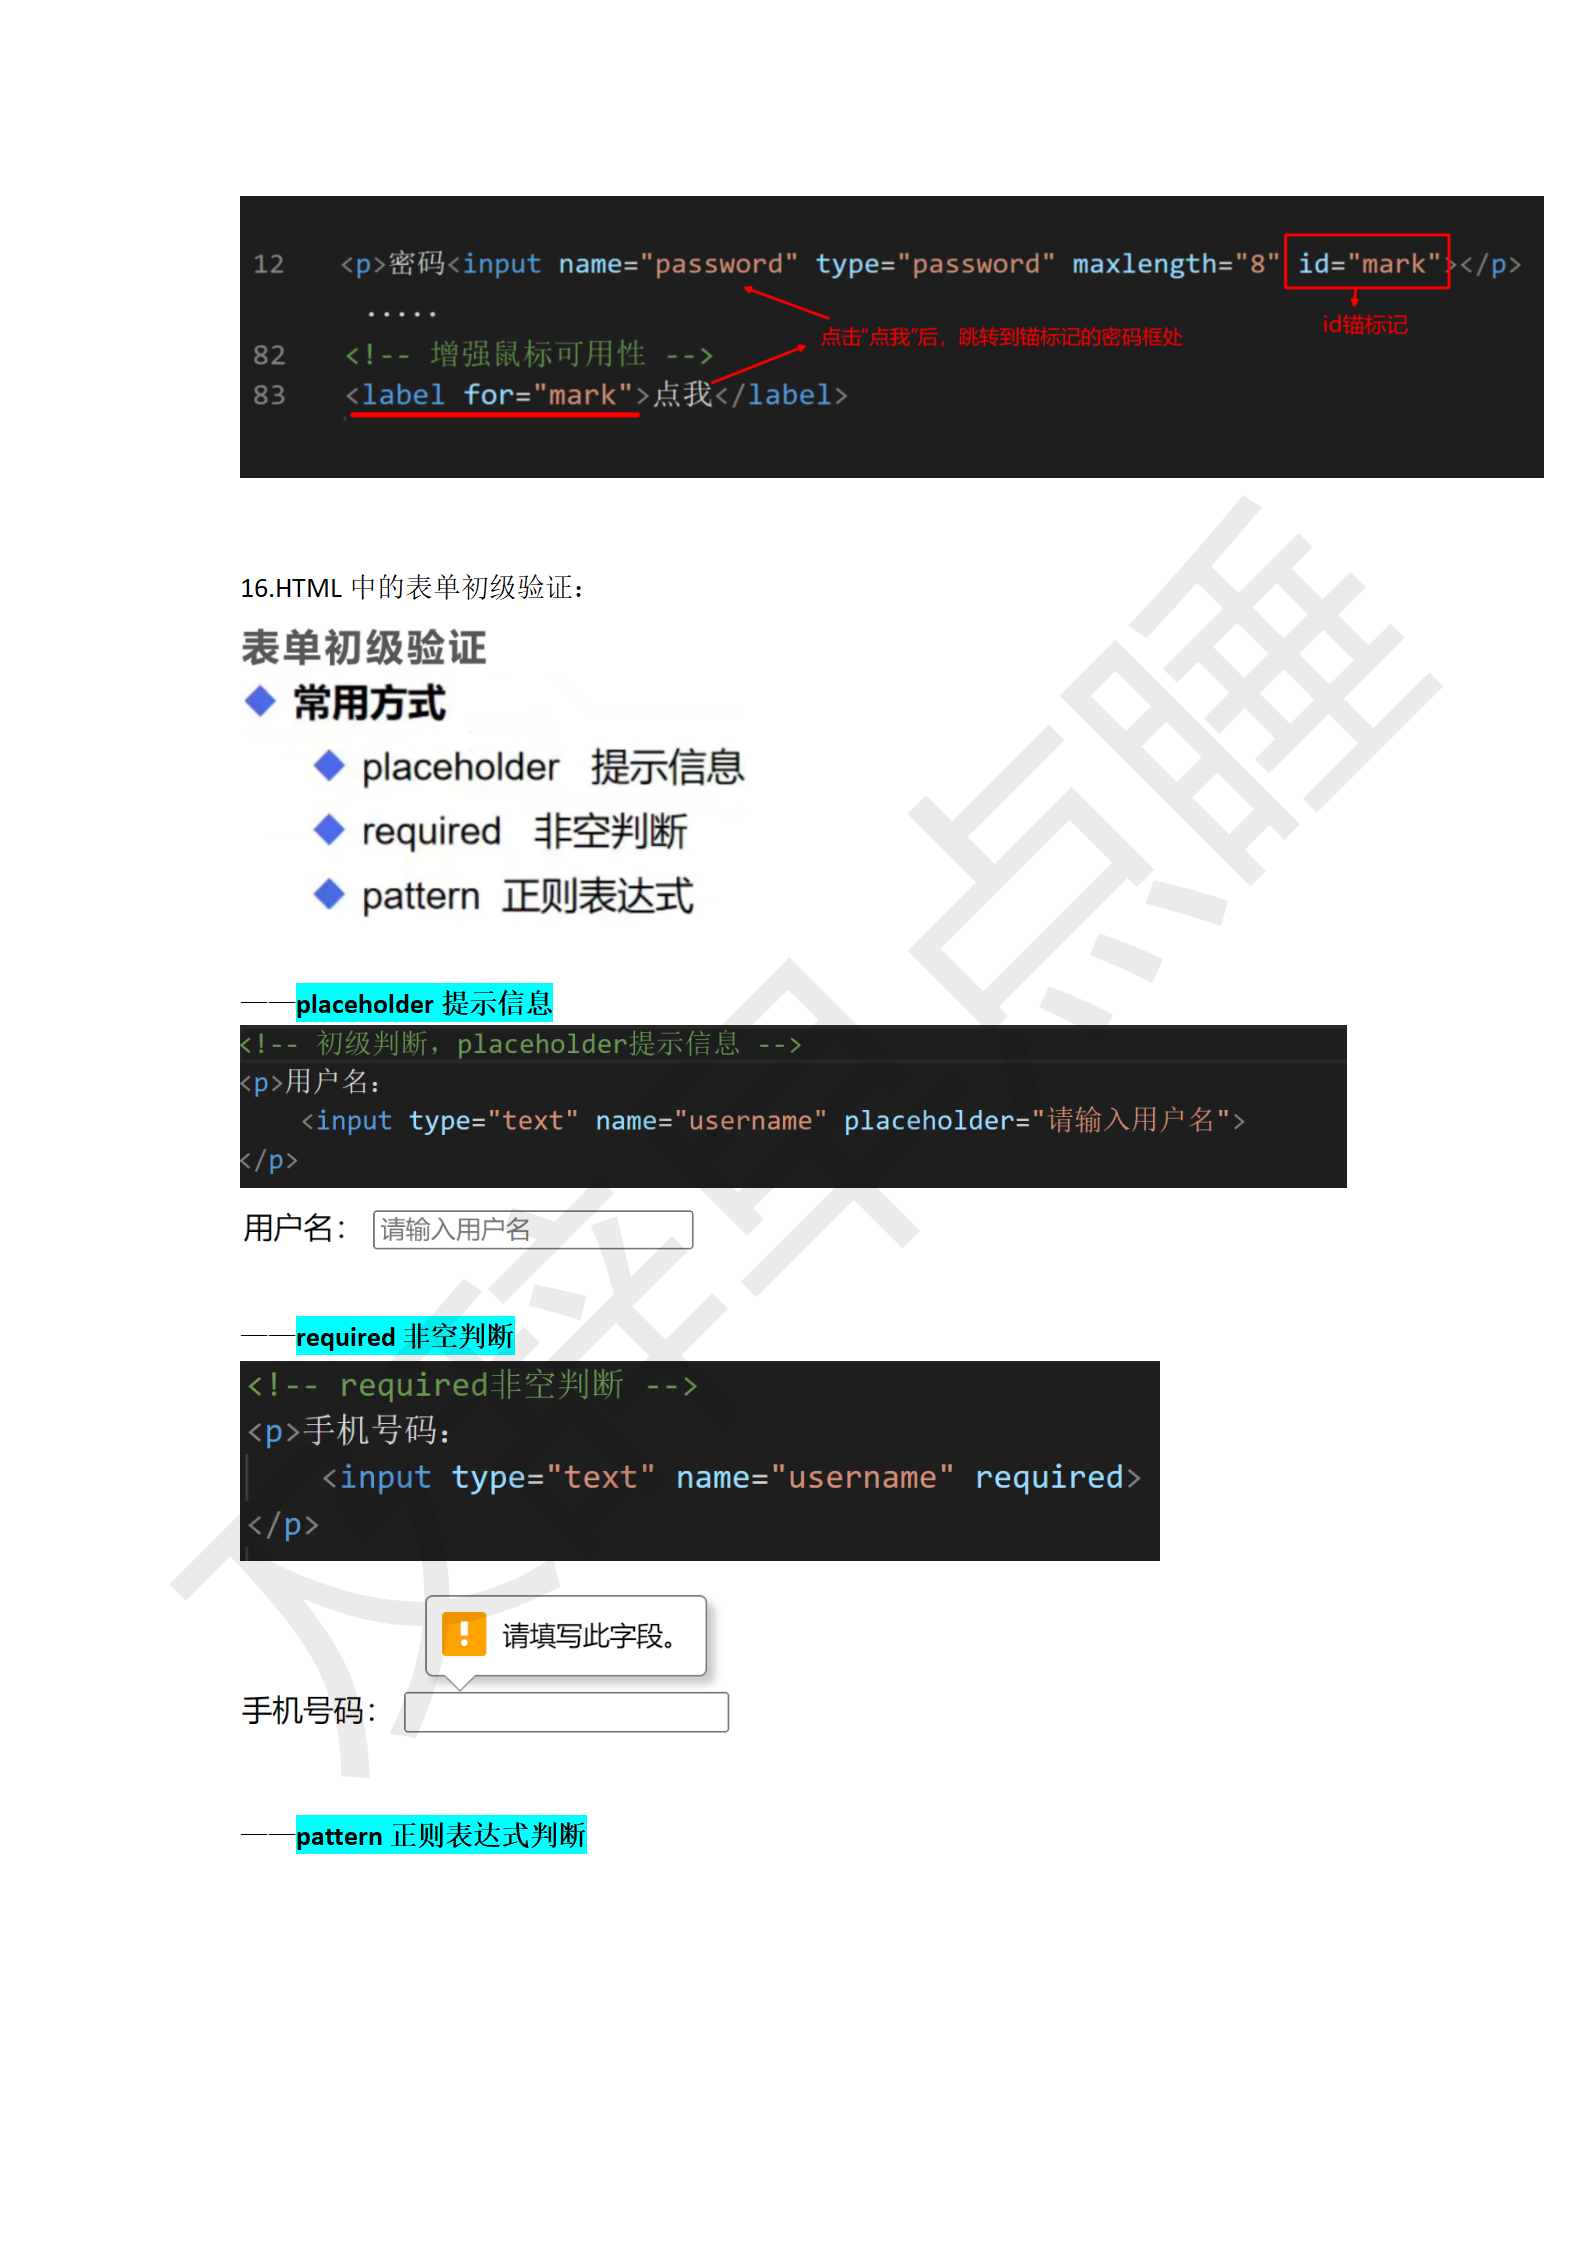 12 <p>密码<input name="password" type="password" maxlength="8" id="mark"></p>
.....
id锚标记
点击“点我”后，跳转到锚标记的密码框处
82 <!-- 增强鼠标可用性 -->
83 <label for="mark">点我</label>
16.HTML 中的表单初级验证：
表单初级验证
常用方式
placeholder 提示信息
required 非空判断
pattern 正则表达式
——placeholder 提示信息
<!-- 初级判断，placeholder提示信息 -->
<p>用户名：
<input type="text" name="username" placeholder="请输入用户名">
</p>
用户名： 请输入用户名
——required 非空判断
<!-- required非空判断 -->
<p>手机号码：
<input type="text" name="username" required>
</p>
请填写此字段。
手机号码：
——pattern 正则表达式判断